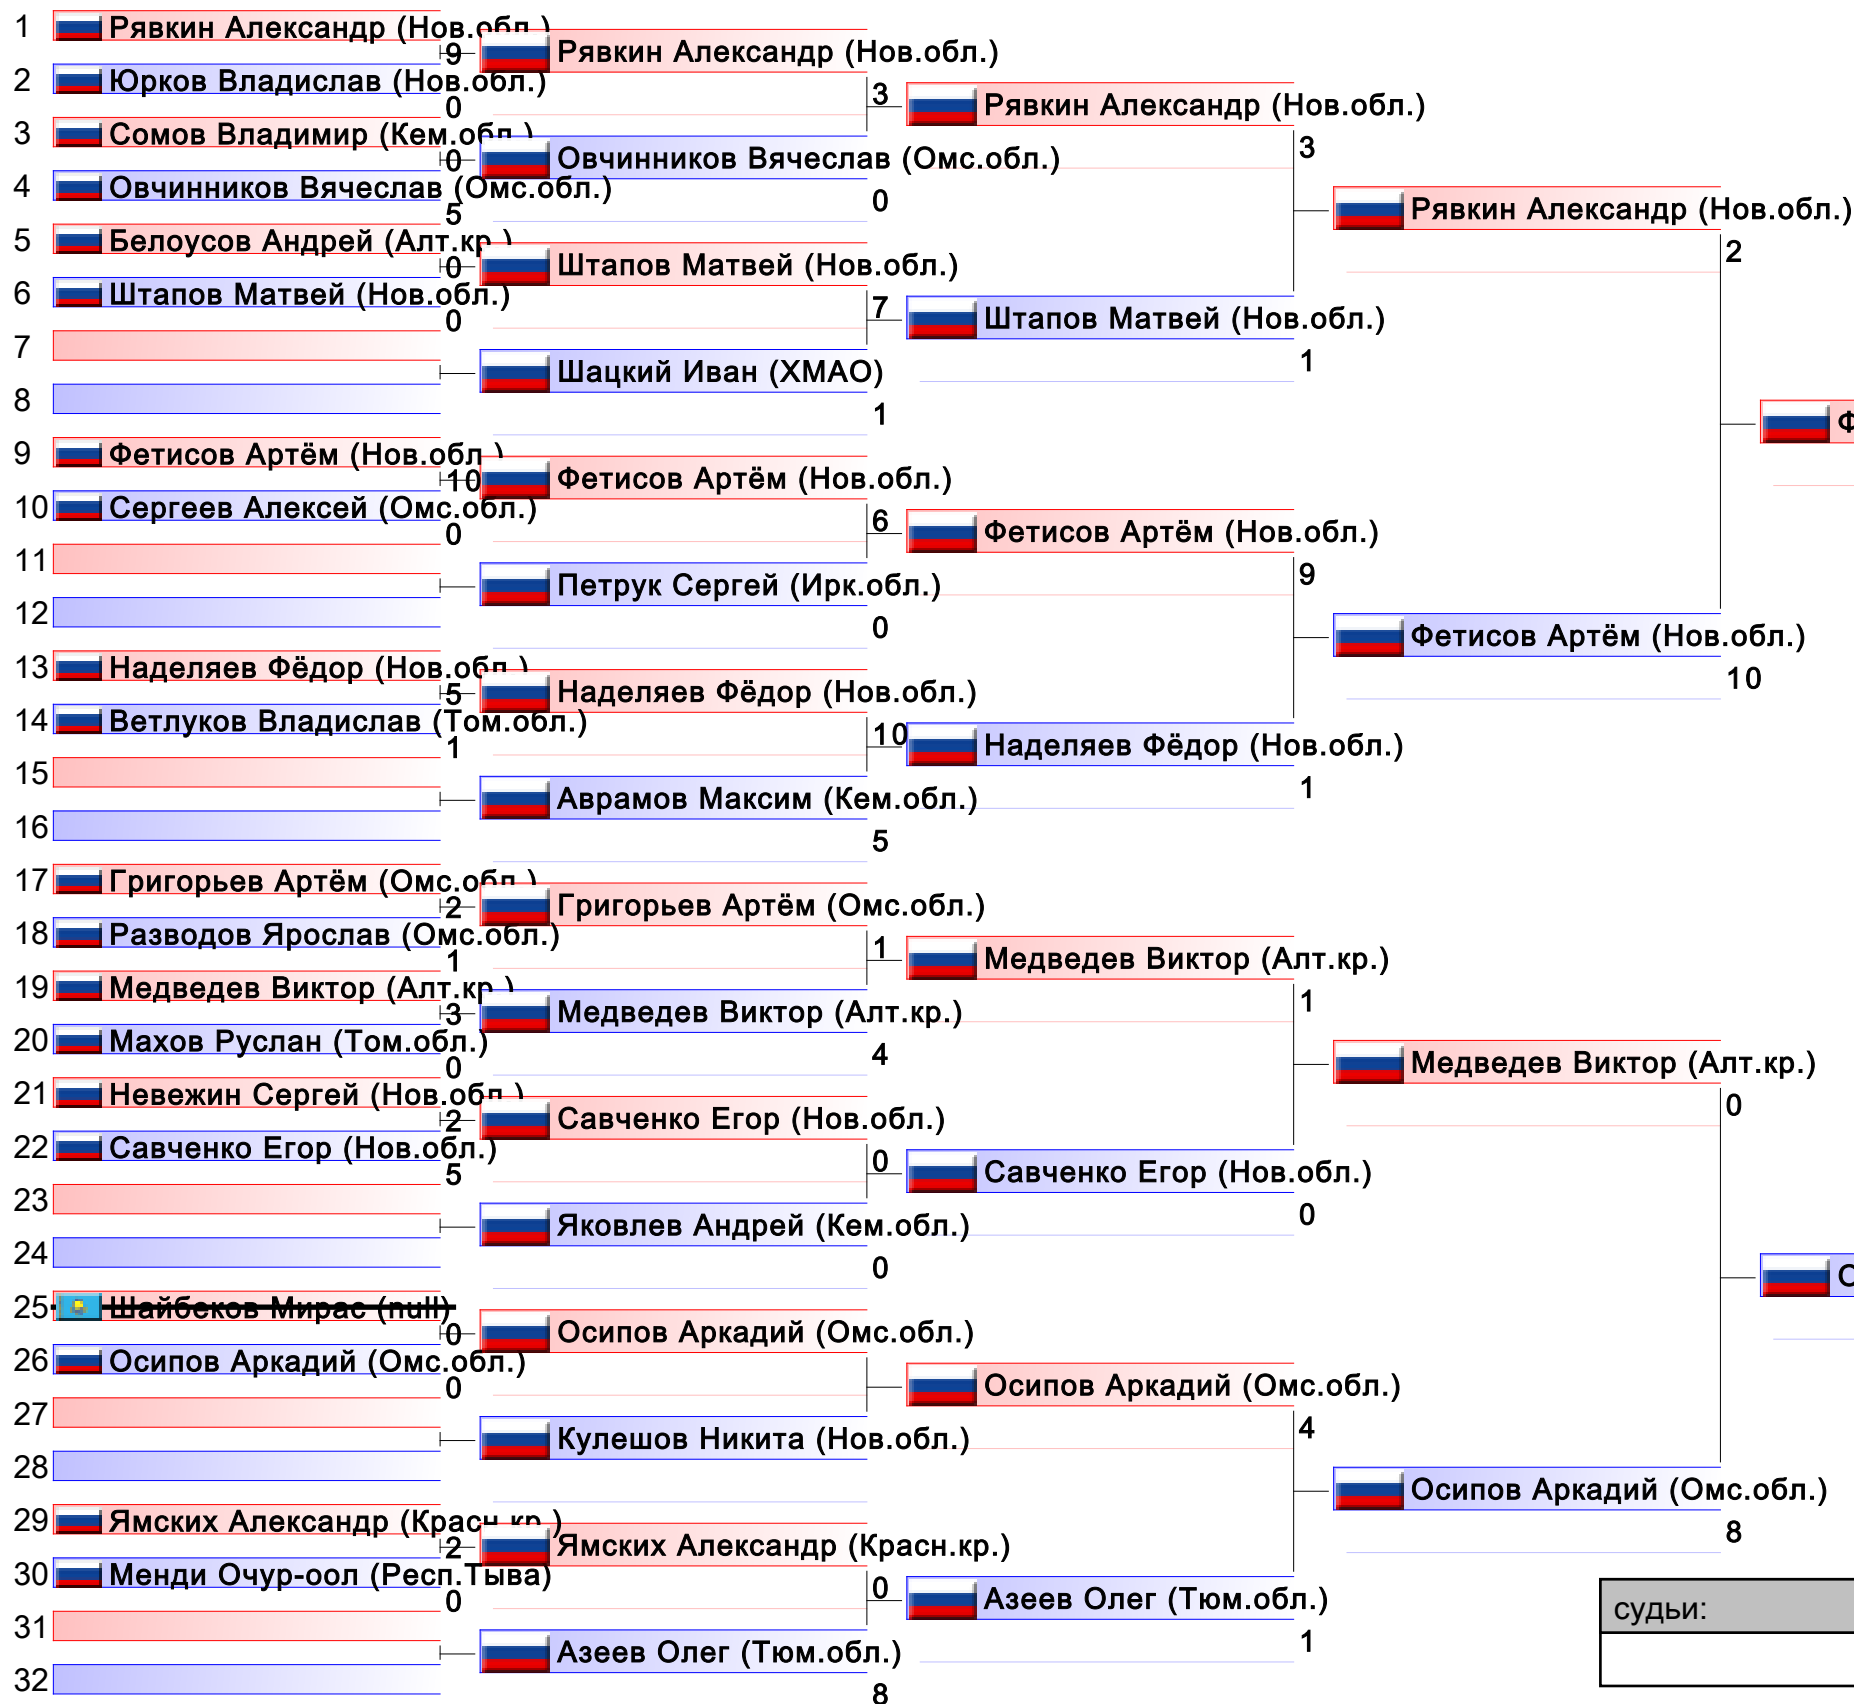 1 Рявкин Александр (Нов.обл.)
9
2 Юрков Владислав (Нов.обл.)
0
3 Сомов Владимир (Кем.обл.)
0
4 Овчинников Вячеслав (Омс.обл.)
5
5 Белоусов Андрей (Алт.кр.)
0
6 Штапов Матвей (Нов.обл.)
0
7
8
9 Фетисов Артём (Нов.обл.)
10
10 Сергеев Алексей (Омс.обл.)
0
11
12
13 Наделяев Фёдор (Нов.обл.)
5
14 Ветлуков Владислав (Том.обл.)
1
15
16
17 Григорьев Артём (Омс.обл.)
2
18 Разводов Ярослав (Омс.обл.)
1
19 Медведев Виктор (Алт.кр.)
3
20 Махов Руслан (Том.обл.)
0
21 Невежин Сергей (Нов.обл.)
2
22 Савченко Егор (Нов.обл.)
5
23
24
25 Шайбеков Мирас (null)
0
26 Осипов Аркадий (Омс.обл.)
0
27
28
29 Ямских Александр (Красн.кр.)
2
30 Менди Очур-оол (Респ.Тыва)
0
31
32
Рявкин Александр (Нов.обл.)
3
Овчинников Вячеслав (Омс.обл.)
0
Штапов Матвей (Нов.обл.)
7
Шацкий Иван (ХМАО)
1
Фетисов Артём (Нов.обл.)
6
Петрук Сергей (Ирк.обл.)
0
Наделяев Фёдор (Нов.обл.)
10
Аврамов Максим (Кем.обл.)
5
Григорьев Артём (Омс.обл.)
1
Медведев Виктор (Алт.кр.)
4
Савченко Егор (Нов.обл.)
0
Яковлев Андрей (Кем.обл.)
0
Осипов Аркадий (Омс.обл.)
Кулешов Никита (Нов.обл.)
Ямских Александр (Красн.кр.)
0
Азеев Олег (Тюм.обл.)
8
Рявкин Александр (Нов.обл.)
3
Штапов Матвей (Нов.обл.)
1
Фетисов Артём (Нов.обл.)
9
Наделяев Фёдор (Нов.обл.)
1
Медведев Виктор (Алт.кр.)
1
Савченко Егор (Нов.обл.)
0
Осипов Аркадий (Омс.обл.)
4
Азеев Олег (Тюм.обл.)
1
Рявкин Александр (Нов.обл.)
2
Фетисов Артём (Нов.обл.)
10
Медведев Виктор (Алт.кр.)
0
Осипов Аркадий (Омс.обл.)
8
судьи: